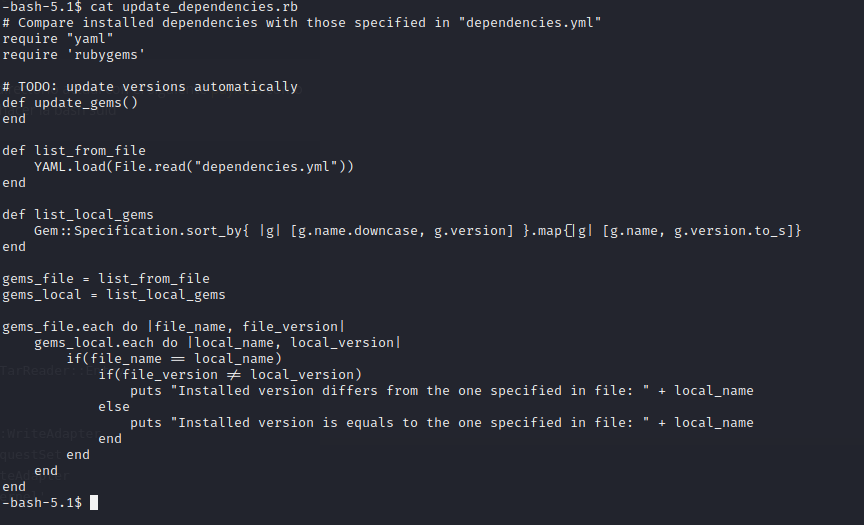 -bash-5.1$ cat update_dependencies.rb
# Compare installed dependencies with those specified in "dependencies.yml"
require "yaml"
require 'rubygems'
# TODO: update versions automatically
def update_gems()
end
def list_from_file
    YAML.load(File.read("dependencies.yml"))
end
def list_local_gems
    Gem::Specification.sort_by{ |g| [g.name.downcase, g.version] }.map{|g| [g.name, g.version.to_s]}
end
gems_file = list_from_file
gems_local = list_local_gems
gems_file.each do |file_name, file_version|
    gems_local.each do |local_name, local_version|
        if(file_name == local_name)
            if(file_version != local_version)
                puts "Installed version differs from the one specified in file: " + local_name
            else
                puts "Installed version is equals to the one specified in file: " + local_name
            end
        end
    end
end
-bash-5.1$